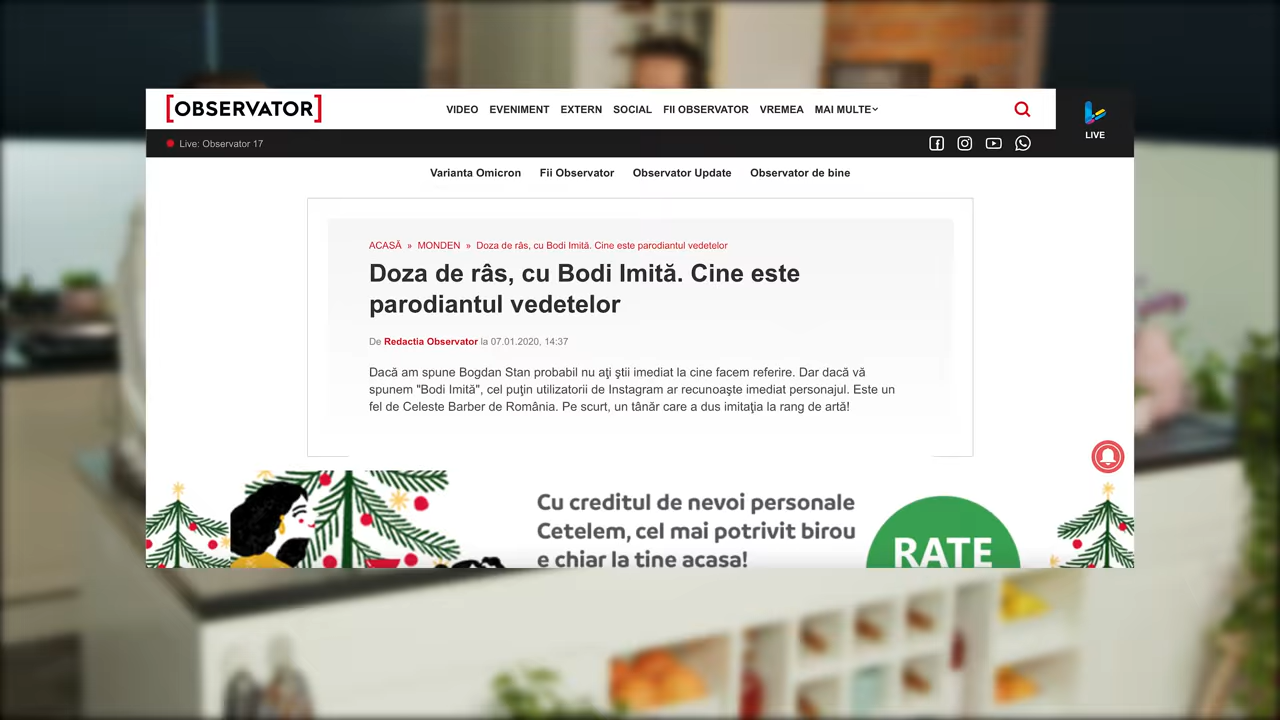 [OBSERVATOR]
VIDEO EVENIMENT EXTERN SOCIAL FII OBSERVATOR VREMEA MAI MULTE
LIVE
Live: Observator 17
Varianta Omicron Fii Observator Observator Update Observator de bine
ACASĂ » MONDEN » Doza de râs, cu Bodi Imită. Cine este parodiantul vedetelor
Doza de râs, cu Bodi Imită. Cine este
parodiantul vedetelor
De Redactia Observator la 07.01.2020, 14:37
Dacă am spune Bogdan Stan probabil nu aţi ştii imediat la cine facem referire. Dar dacă vă
spunem "Bodi Imită", cel puţin utilizatorii de Instagram ar recunoaşte imediat personajul. Este un
fel de Celeste Barber de România. Pe scurt, un tânăr care a dus imitaţia la rang de artă!
Cu creditul de nevoi personale
Cetelem, cel mai potrivit birou
e chiar la tine acasa!
RATE